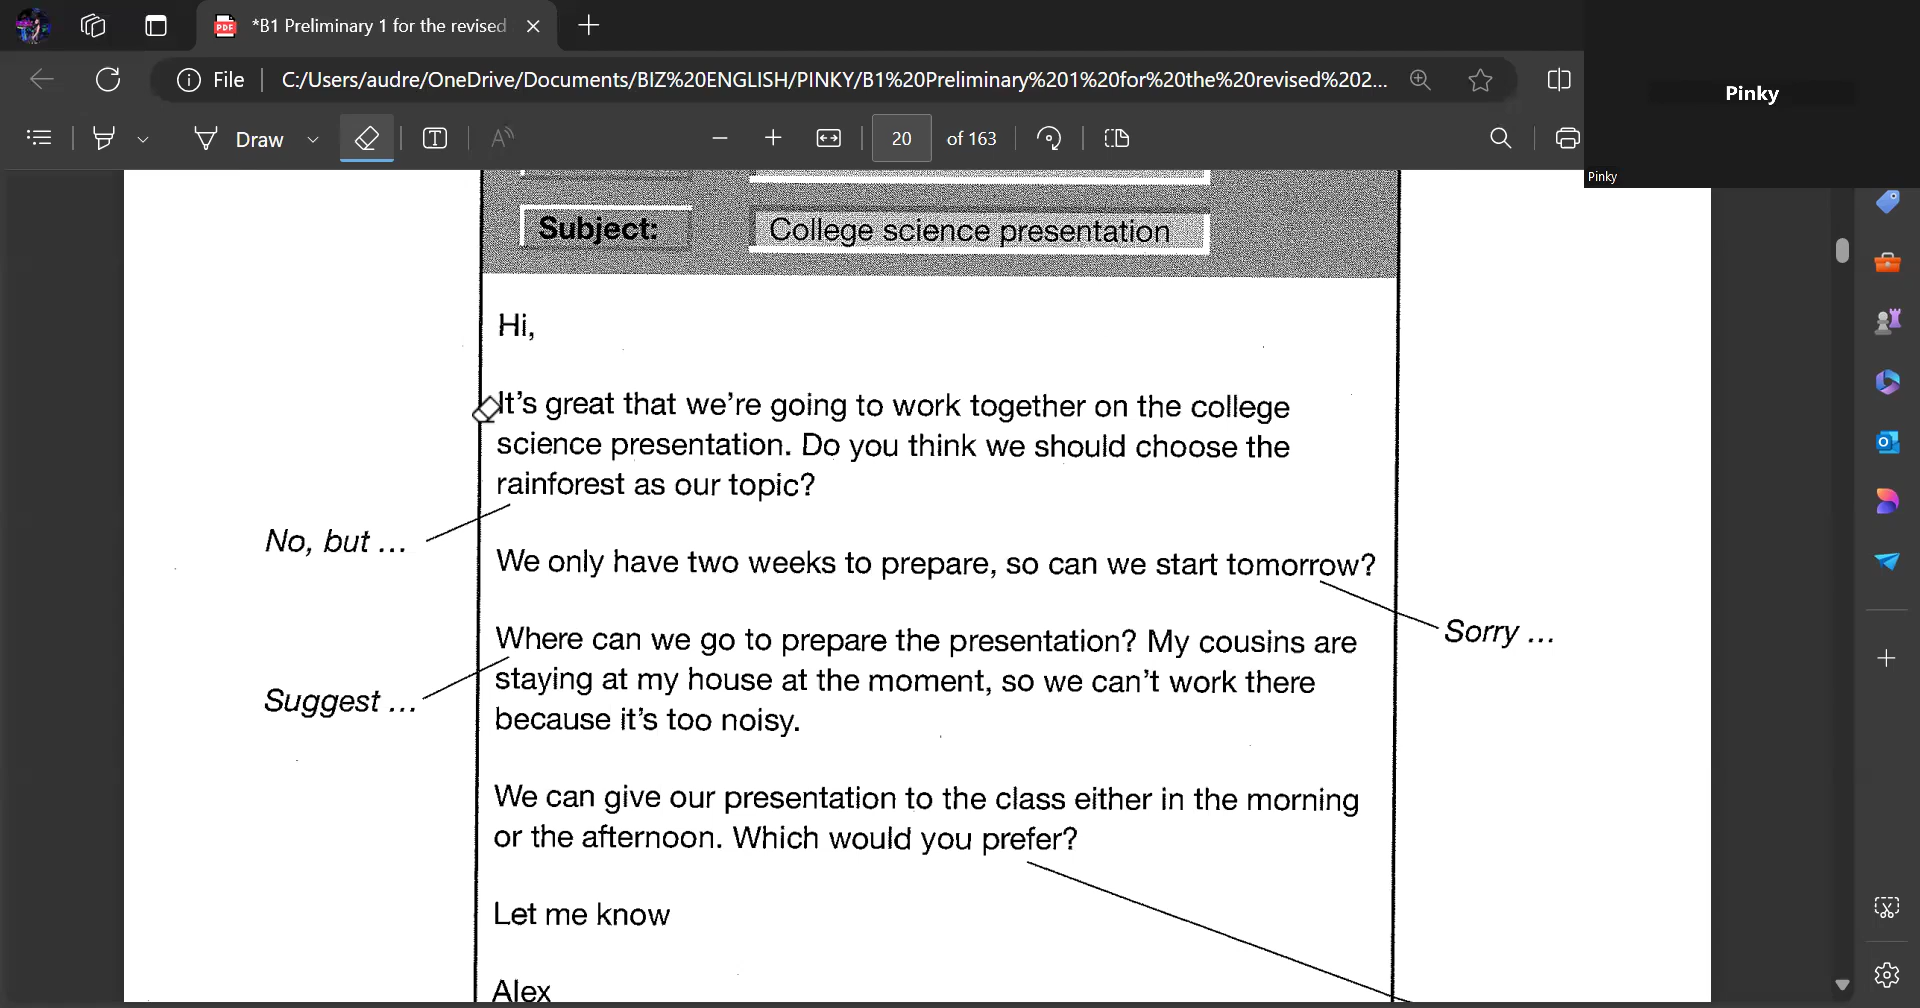 *B1 Preliminary 1 for the revised
File
C:/Users/audre/OneDrive/Documents/BIZ%20ENGLISH/PINKY/B1%20Preliminary%201%20for%20the%20revised%202...
Pinky
Draw
20 of 163
Pinky
Subject: College science presentation
Hi,
It's great that we're going to work together on the college
science presentation. Do you think we should choose the
rainforest as our topic?
No, but ...
We only have two weeks to prepare, so can we start tomorrow?
Sorry ...
Where can we go to prepare the presentation? My cousins are
staying at my house at the moment, so we can't work there
because it's too noisy.
Suggest ...
We can give our presentation to the class either in the morning
or the afternoon. Which would you prefer?
Let me know
Alex